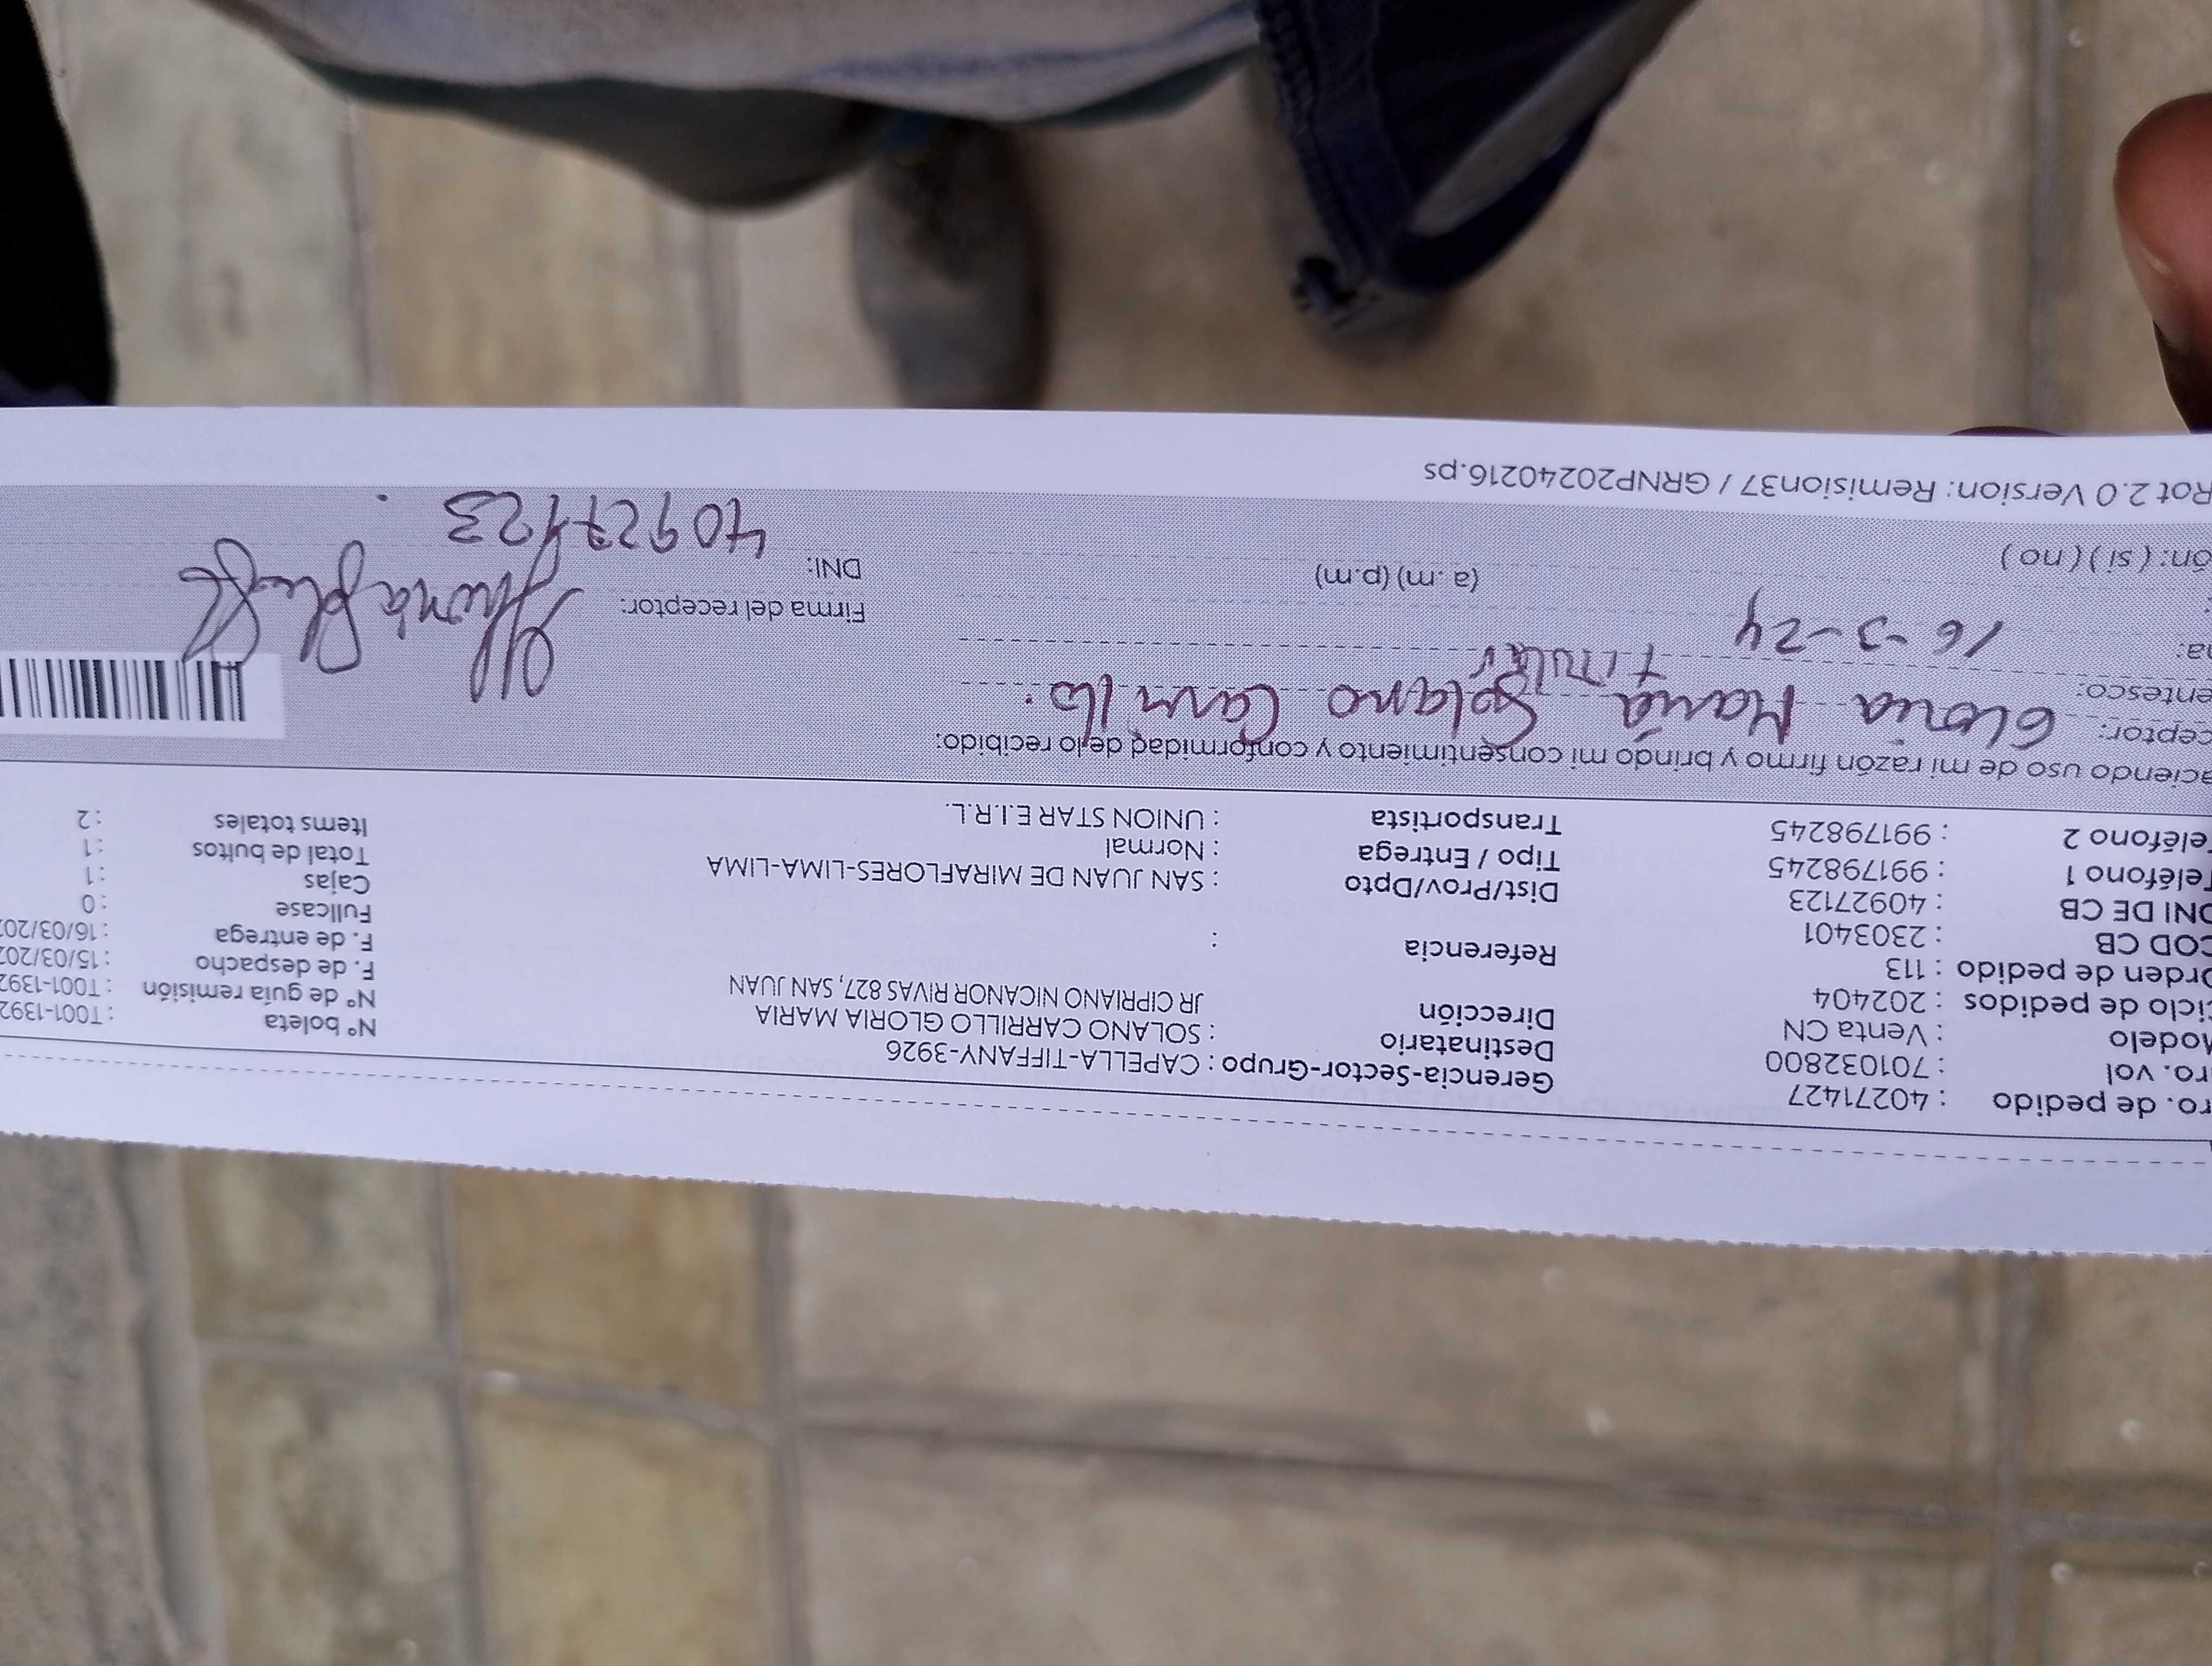 ro. de pedido : 40271427
ro. vol : 701032800
Modelo : Venta CN
Ciclo de pedidos : 202404
Orden de pedido : 113
COD CB : 2303401
DNI DE CB : 40927123
Teléfono 1 : 991798245
Teléfono 2 : 991798245
Gerencia-Sector-Grupo : CAPELLA-TIFFANY-3926
Destinatario : SOLANO CARRILLO GLORIA MARIA
Dirección JR CIPRIANO NICANOR RIVAS 827, SAN JUAN
Referencia :
Dist/Prov/Dpto : SAN JUAN DE MIRAFLORES-LIMA-LIMA
Tipo / Entrega : Normal
Transportista : UNION STAR E.I.R.L.
N° boleta : T001-1392
N° de guía remisión : T001-1392
F. de despacho : 15/03/202
F. de entrega : 16/03/202
Fullcase : 0
Cajas : 1
Total de bultos : 1
Items totales : 2
aciendo uso de mi razón firmo y brindo mi consentimiento y conformidad de lo recibido:
ceptor: Gloria María Solano Carrillo.
entesco: Titular
na: 16-3-24 (a.m) (p.m)
ón: ( si ) ( no )
Firma del receptor:
DNI: 40927123
Rot 2.0 Version: Remision37 / GRNP20240216.ps